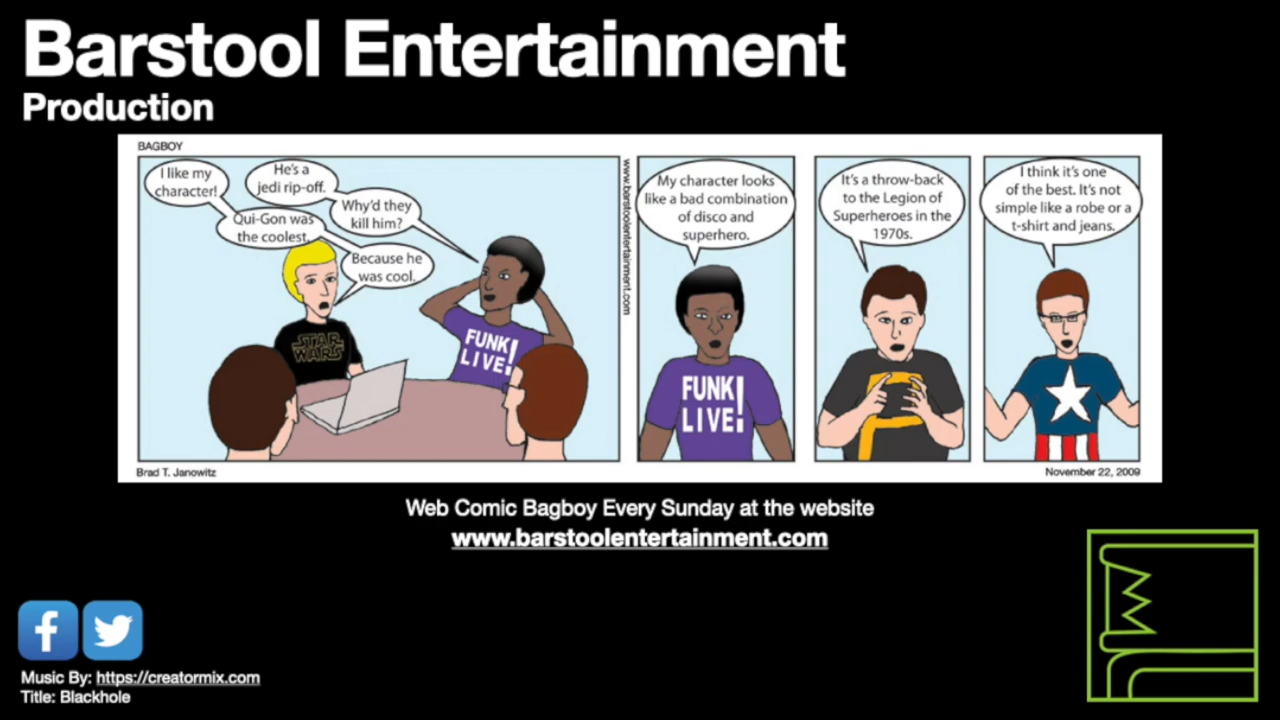 Barstool Entertainment
Production
BAGBOY
I like my
character!
He's a
jedi rip-off.
Qui-Gon was
the coolest.
Why'd they
kill him?
Because he
was cool.
STAR
WARS
FUNK
LIVE!
www.barstoolentertainment.com
My character looks
like a bad combination
of disco and
superhero.
FUNK
LIVE!
It's a throw-back
to the Legion of
Superheroes in the
1970s.
I think it's one
of the best. It's not
simple like a robe or a
t-shirt and jeans.
Brad T. Janowitz
November 22, 2009
Web Comic Bagboy Every Sunday at the website
www.barstoolentertainment.com
f
Music By: https://creatormix.com
Title: Blackhole